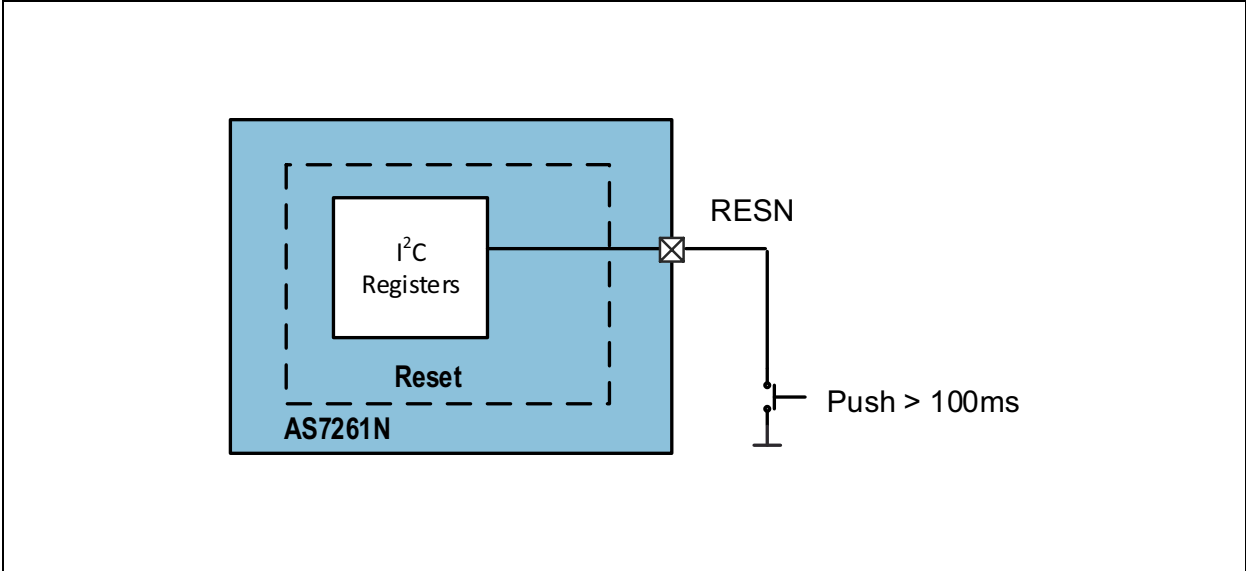 RESN
I²C
Registers
Reset
Push > 100ms
AS7261N